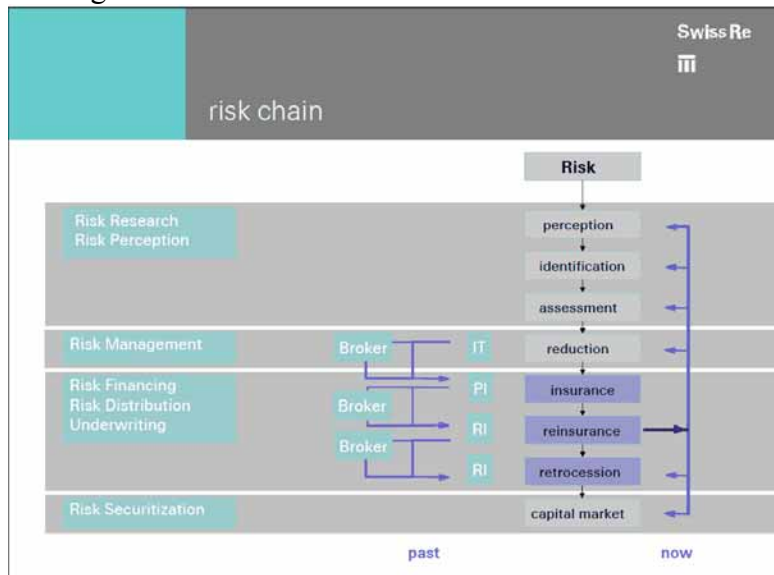 Swiss Re
risk chain
Risk
Risk Research
Risk Perception
perception
identification
assessment
Risk Management
Broker
IT
reduction
Risk Financing
Risk Distribution
Underwriting
PI
insurance
Broker
RI
reinsurance
Broker
RI
retrocession
Risk Securitization
capital market
past
now